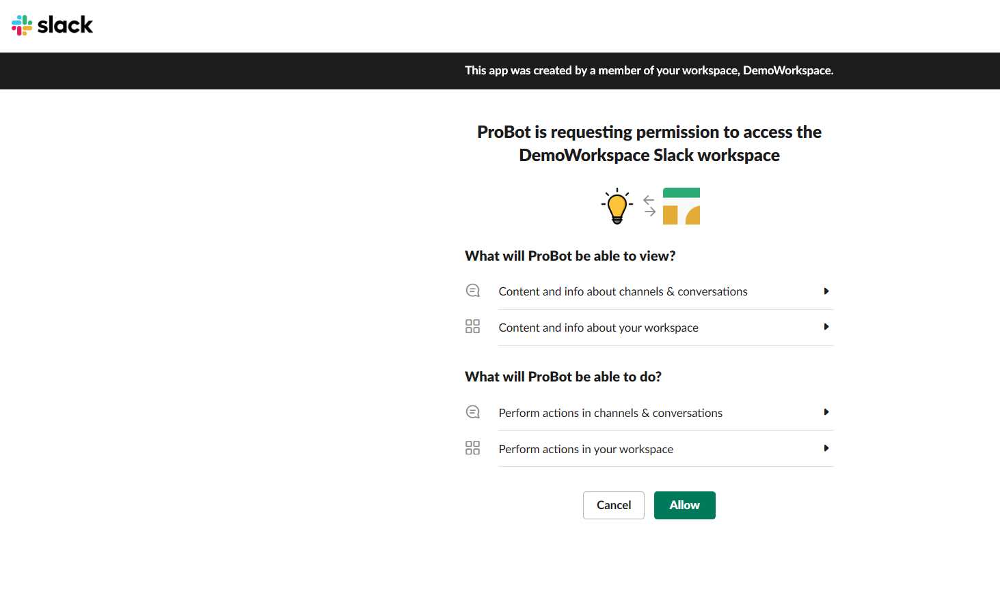 slack
This app was created by a member of your workspace, DemoWorkspace.
ProBot is requesting permission to access the
DemoWorkspace Slack workspace
What will ProBot be able to view?
Content and info about channels & conversations
Content and info about your workspace
What will ProBot be able to do?
Perform actions in channels & conversations
Perform actions in your workspace
Cancel
Allow